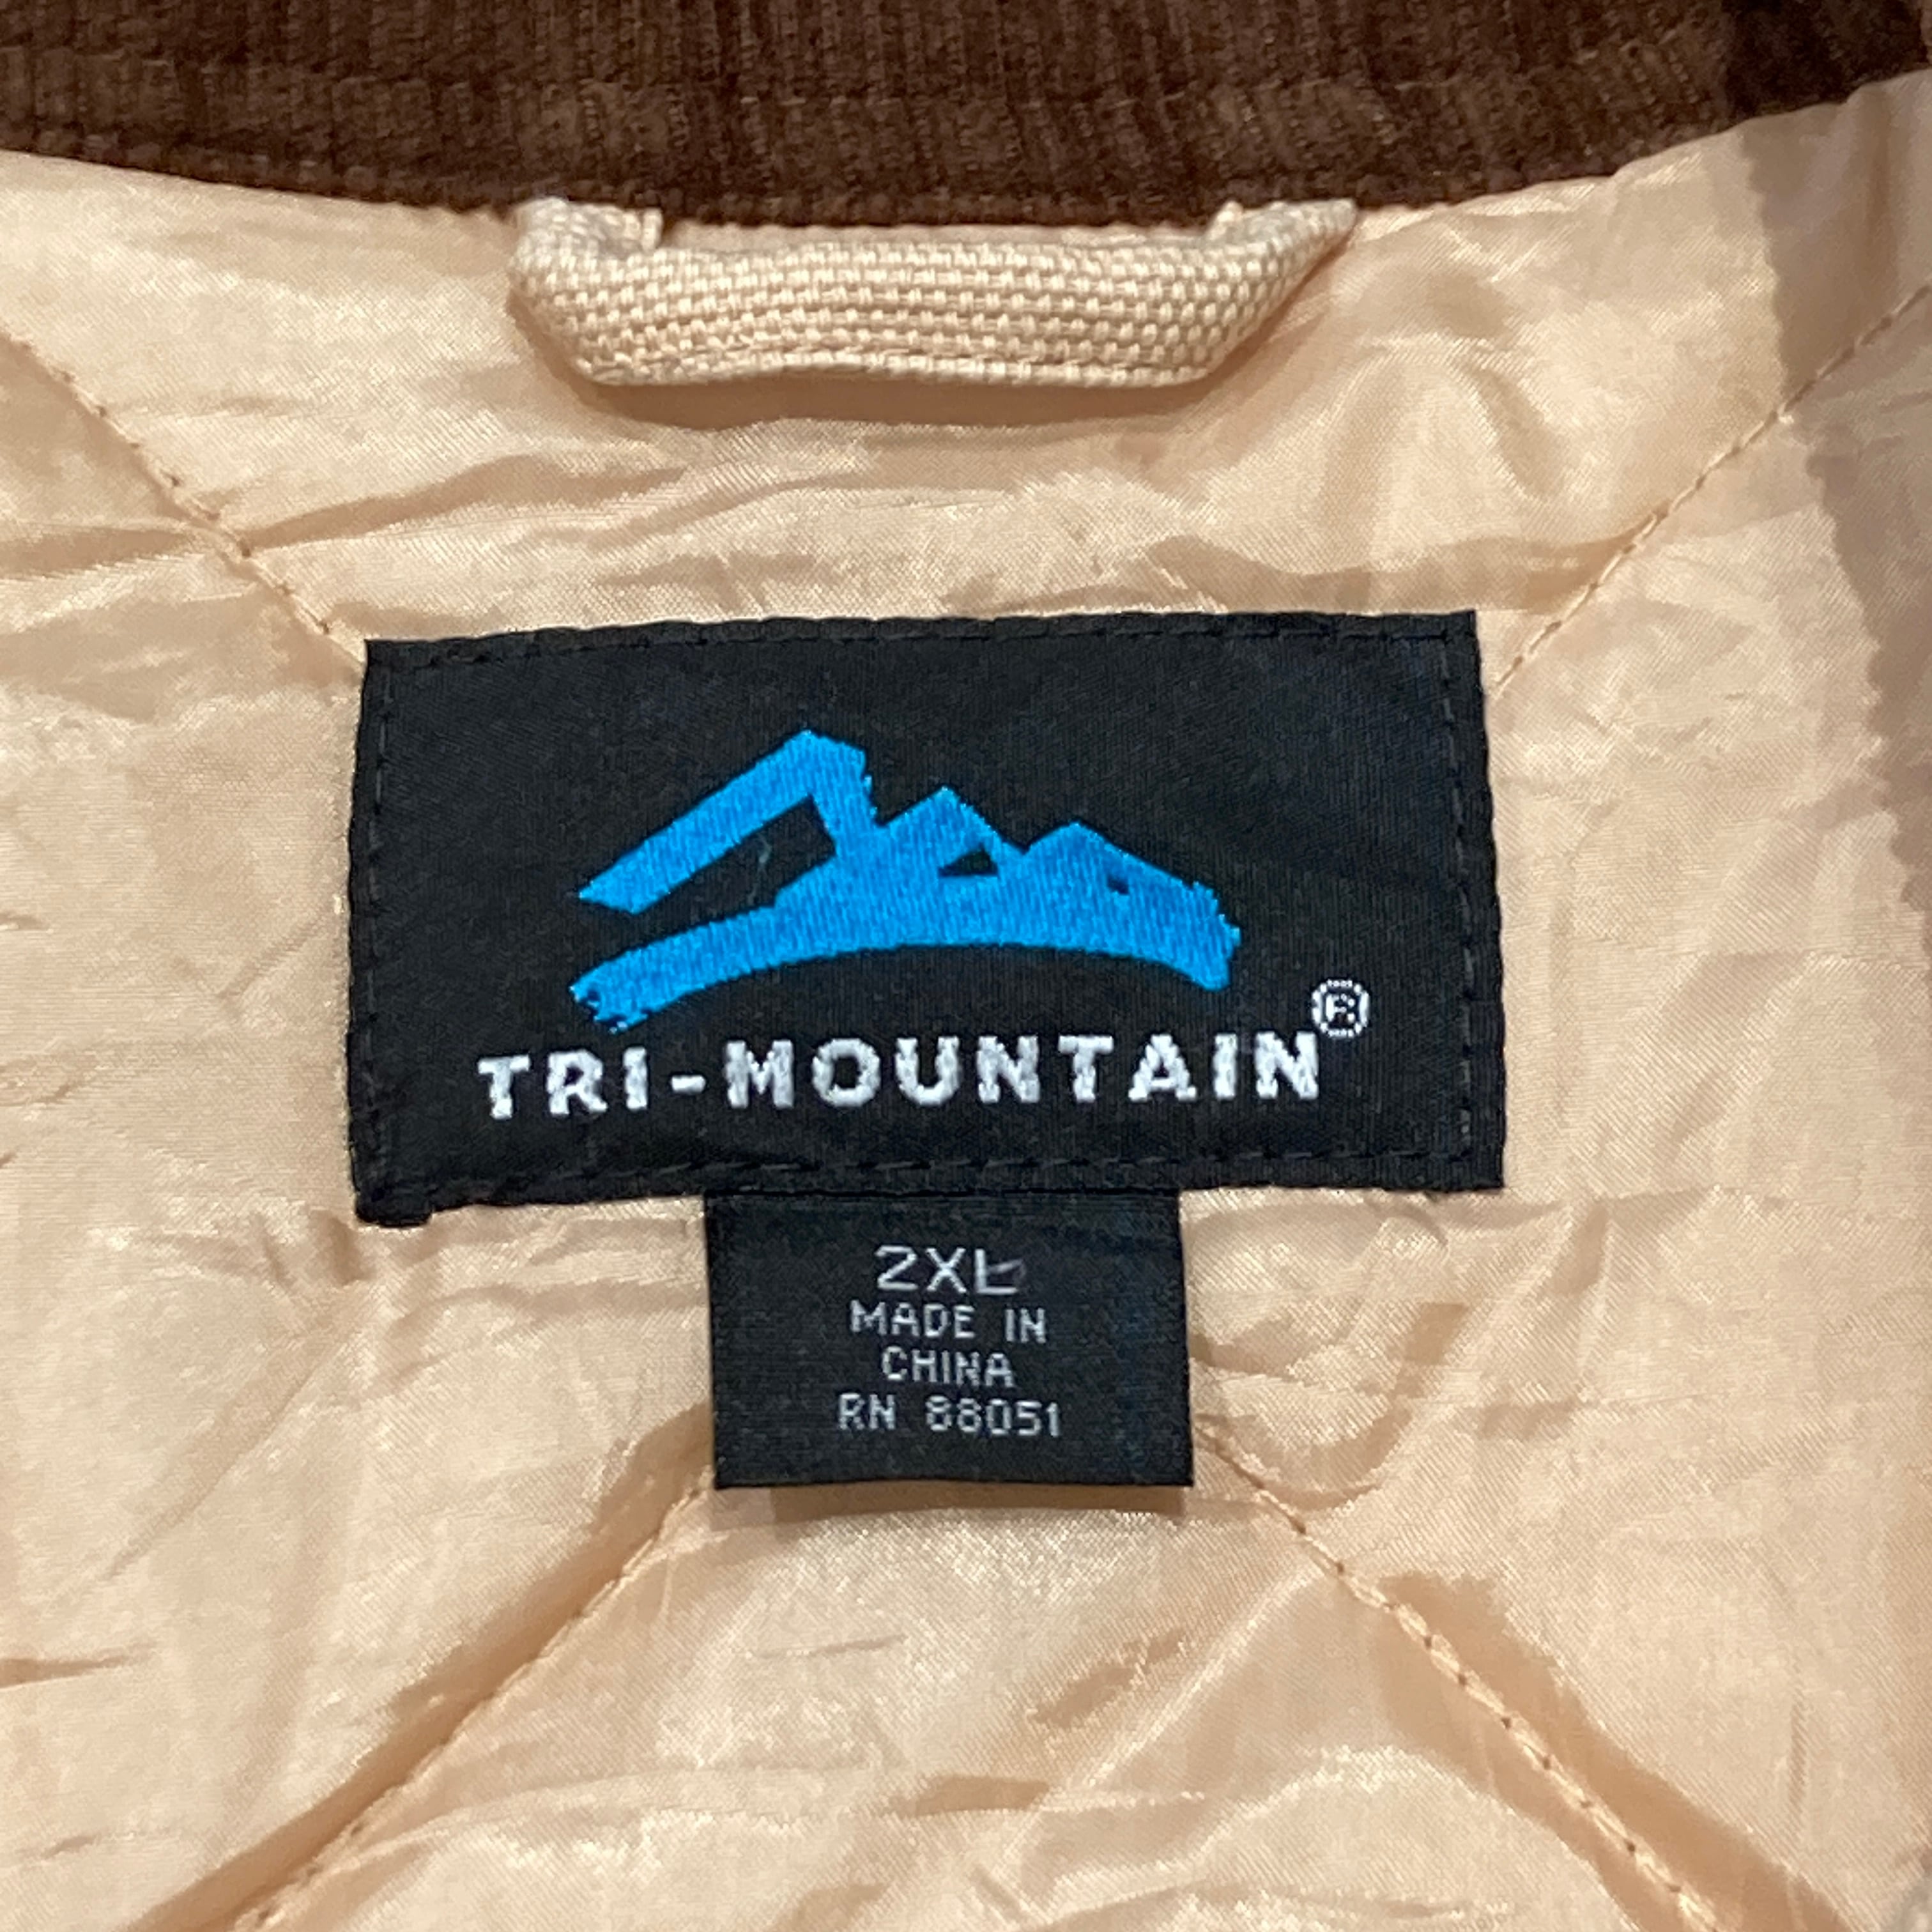 TRI-MOUNTAIN®
2XL
MADE IN
CHINA
RN 88051